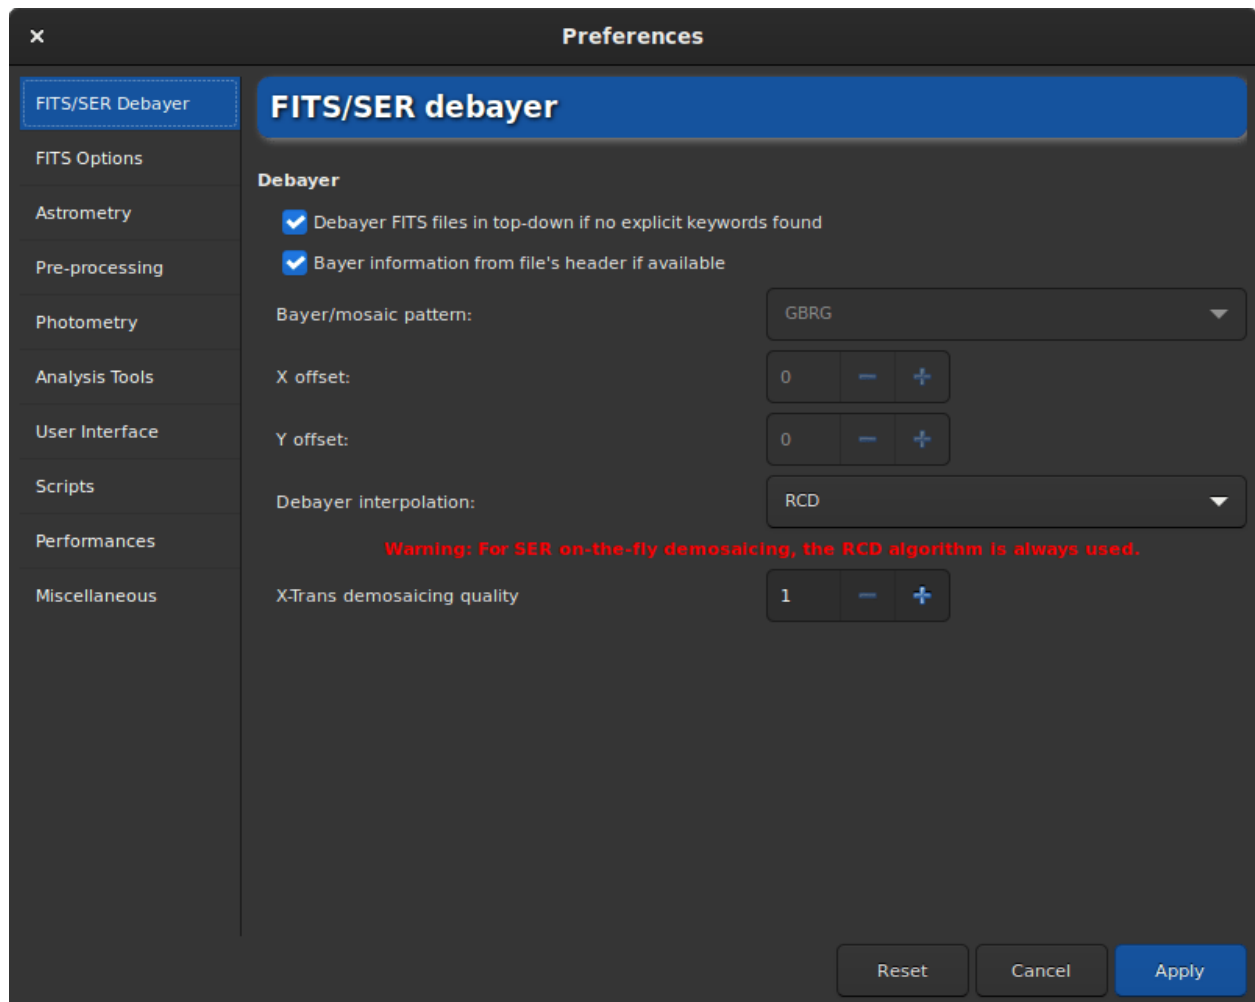 Preferences
FITS/SER Debayer
FITS Options
Astrometry
Pre-processing
Photometry
Analysis Tools
User Interface
Scripts
Performances
Miscellaneous
FITS/SER debayer
Debayer
Debayer FITS files in top-down if no explicit keywords found
Bayer information from file's header if available
Bayer/mosaic pattern: GBRG
X offset: 0
Y offset: 0
Debayer interpolation: RCD
Warning: For SER on-the-fly demosaicing, the RCD algorithm is always used.
X-Trans demosaicing quality 1
Reset Cancel Apply